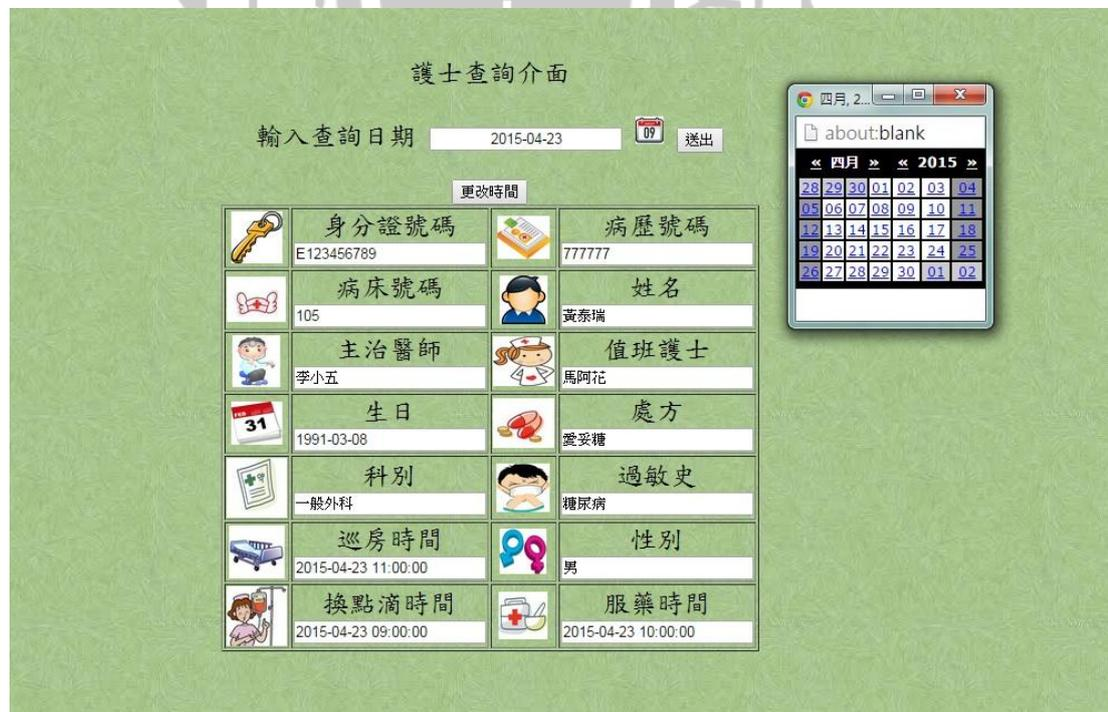 護士查詢介面
輸入查詢日期 2015-04-23 09 送出
更改時間
身分證號碼 病歷號碼
E123456789 777777
病床號碼 姓名
105 黃泰瑞
主治醫師 值班護士
李小五 馬阿花
生日 處方
FEB 31
1991-03-08 愛妥糖
科別 過敏史
一般外科 糖尿病
巡房時間 性別
2015-04-23 11:00:00 男
換點滴時間 服藥時間
2015-04-23 09:00:00 2015-04-23 10:00:00
四月, 2...
about:blank
« 四月 » « 2015 »
28 29 30 01 02 03 04
05 06 07 08 09 10 11
12 13 14 15 16 17 18
19 20 21 22 23 24 25
26 27 28 29 30 01 02